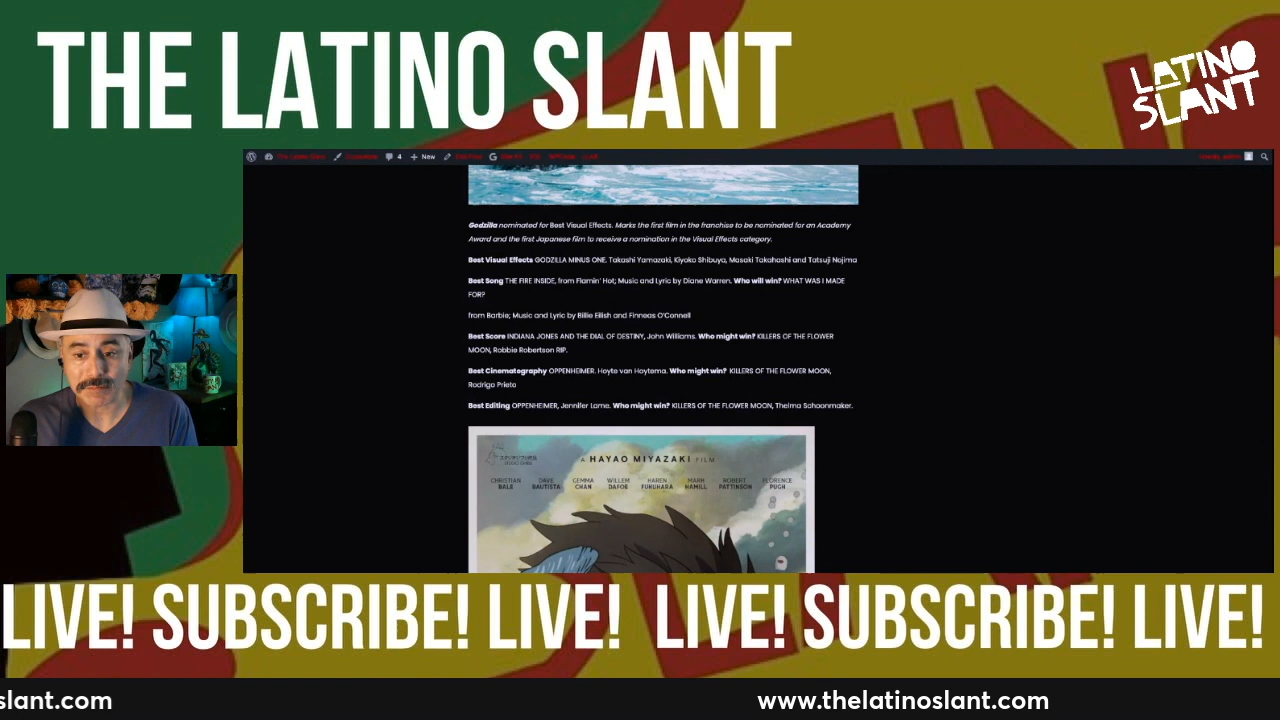 THE LATINO SLANT
LATINO
SLANT
4 New
Godzilla nominated for Best Visual Effects. Marks the first film in the franchise to be nominated for an Academy
Award and the first Japanese film to receive a nomination in the Visual Effects category.
Best Visual Effects GODZILLA MINUS ONE, Takashi Yamazaki, Kiyoko Shibuya, Masaki Takahashi and Tatsuji Nojima
Best Song THE FIRE INSIDE, from Flamin' Hot; Music and Lyric by Diane Warren. Who will win? WHAT WAS I MADE
FOR?
from Barbie; Music and Lyric by Billie Eilish and Finneas O'Connell
Best Score INDIANA JONES AND THE DIAL OF DESTINY, John Williams. Who might win? KILLERS OF THE FLOWER
MOON, Robbie Robertson RIP.
Best Cinematography OPPENHEIMER. Hoyte van Hoytema. Who might win? KILLERS OF THE FLOWER MOON,
Rodrigo Prieto
Best Editing OPPENHEIMER, Jennifer Lame. Who might win? KILLERS OF THE FLOWER MOON, Thelma Schoonmaker.
A HAYAO MIYAZAKI FILM
CHRISTIAN BALE DAVE BAUTISTA GEMMA CHAN WILLEM DAFOE KAREN FUKUHARA MARK HAMILL ROBERT PATTINSON FLORENCE PUGH
LIVE! SUBSCRIBE! LIVE! LIVE! SUBSCRIBE! LIVE!
slant.com www.thelatinoslant.com